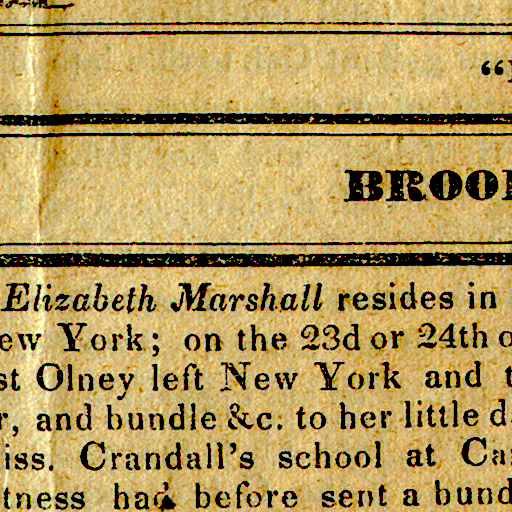 “
BROO
Elizabeth Marshall resides in
ew York; on the 23d or 24th o
st Olney left New York and t
r, and bundle &c. to her little d
iss. Crandall's school at Ca
tness had before sent a bund